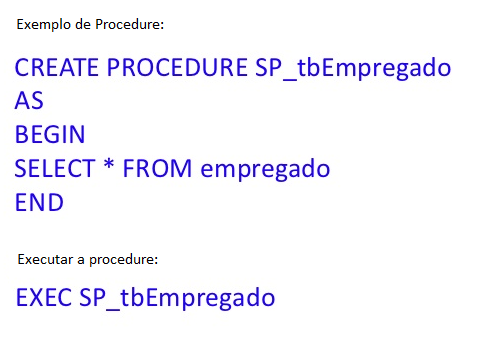 Exemplo de Procedure:
CREATE PROCEDURE SP_tbEmpregado
AS
BEGIN
SELECT * FROM empregado
END
Executar a procedure:
EXEC SP_tbEmpregado